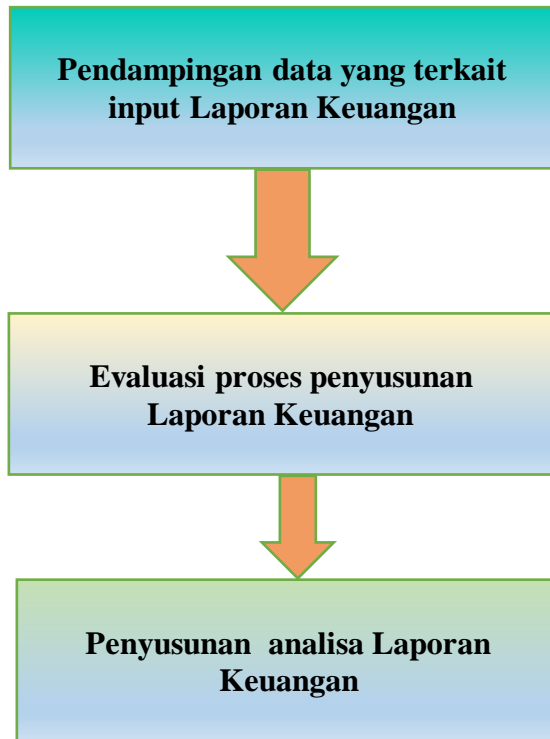 Pendampingan data yang terkait
input Laporan Keuangan
Evaluasi proses penyusunan
Laporan Keuangan
Penyusunan analisa Laporan
Keuangan